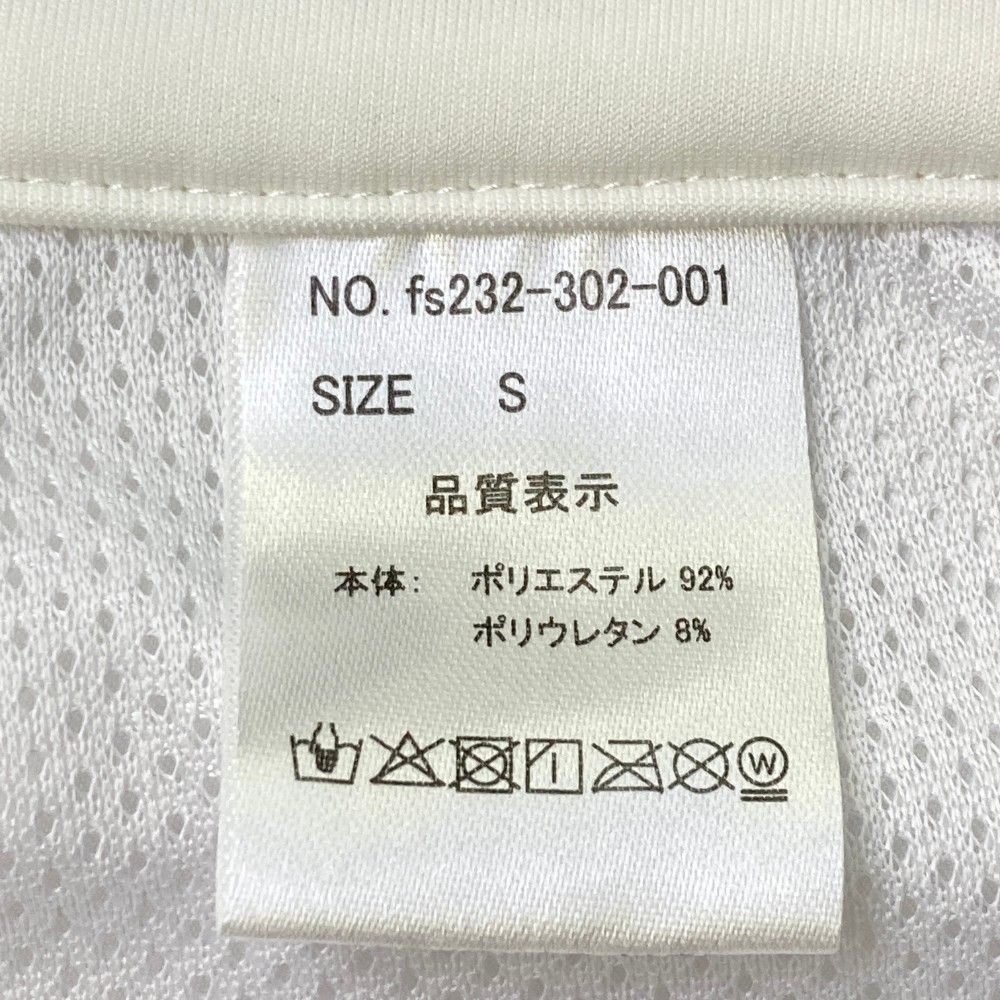 NO. fs232-302-001
SIZE S
品質表示
本体: ポリエステル 92%
ポリウレタン 8%
W